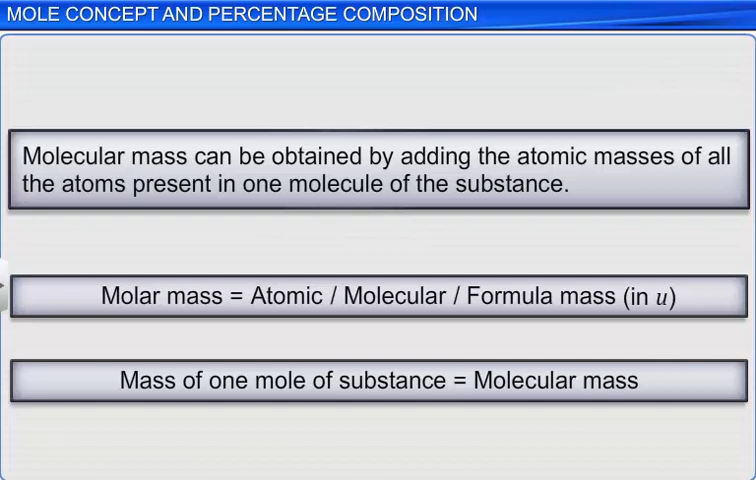 MOLE CONCEPT AND PERCENTAGE COMPOSITION
Molecular mass can be obtained by adding the atomic masses of all
the atoms present in one molecule of the substance.
Molar mass = Atomic / Molecular / Formula mass (in u)
Mass of one mole of substance = Molecular mass